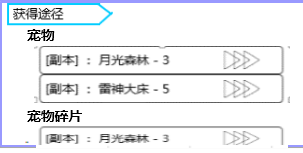 获得途径
宠物
[副本] : 月光森林 - 3
[副本] : 雷神大床 - 5
宠物碎片
[副本] : 月光森林 - 3